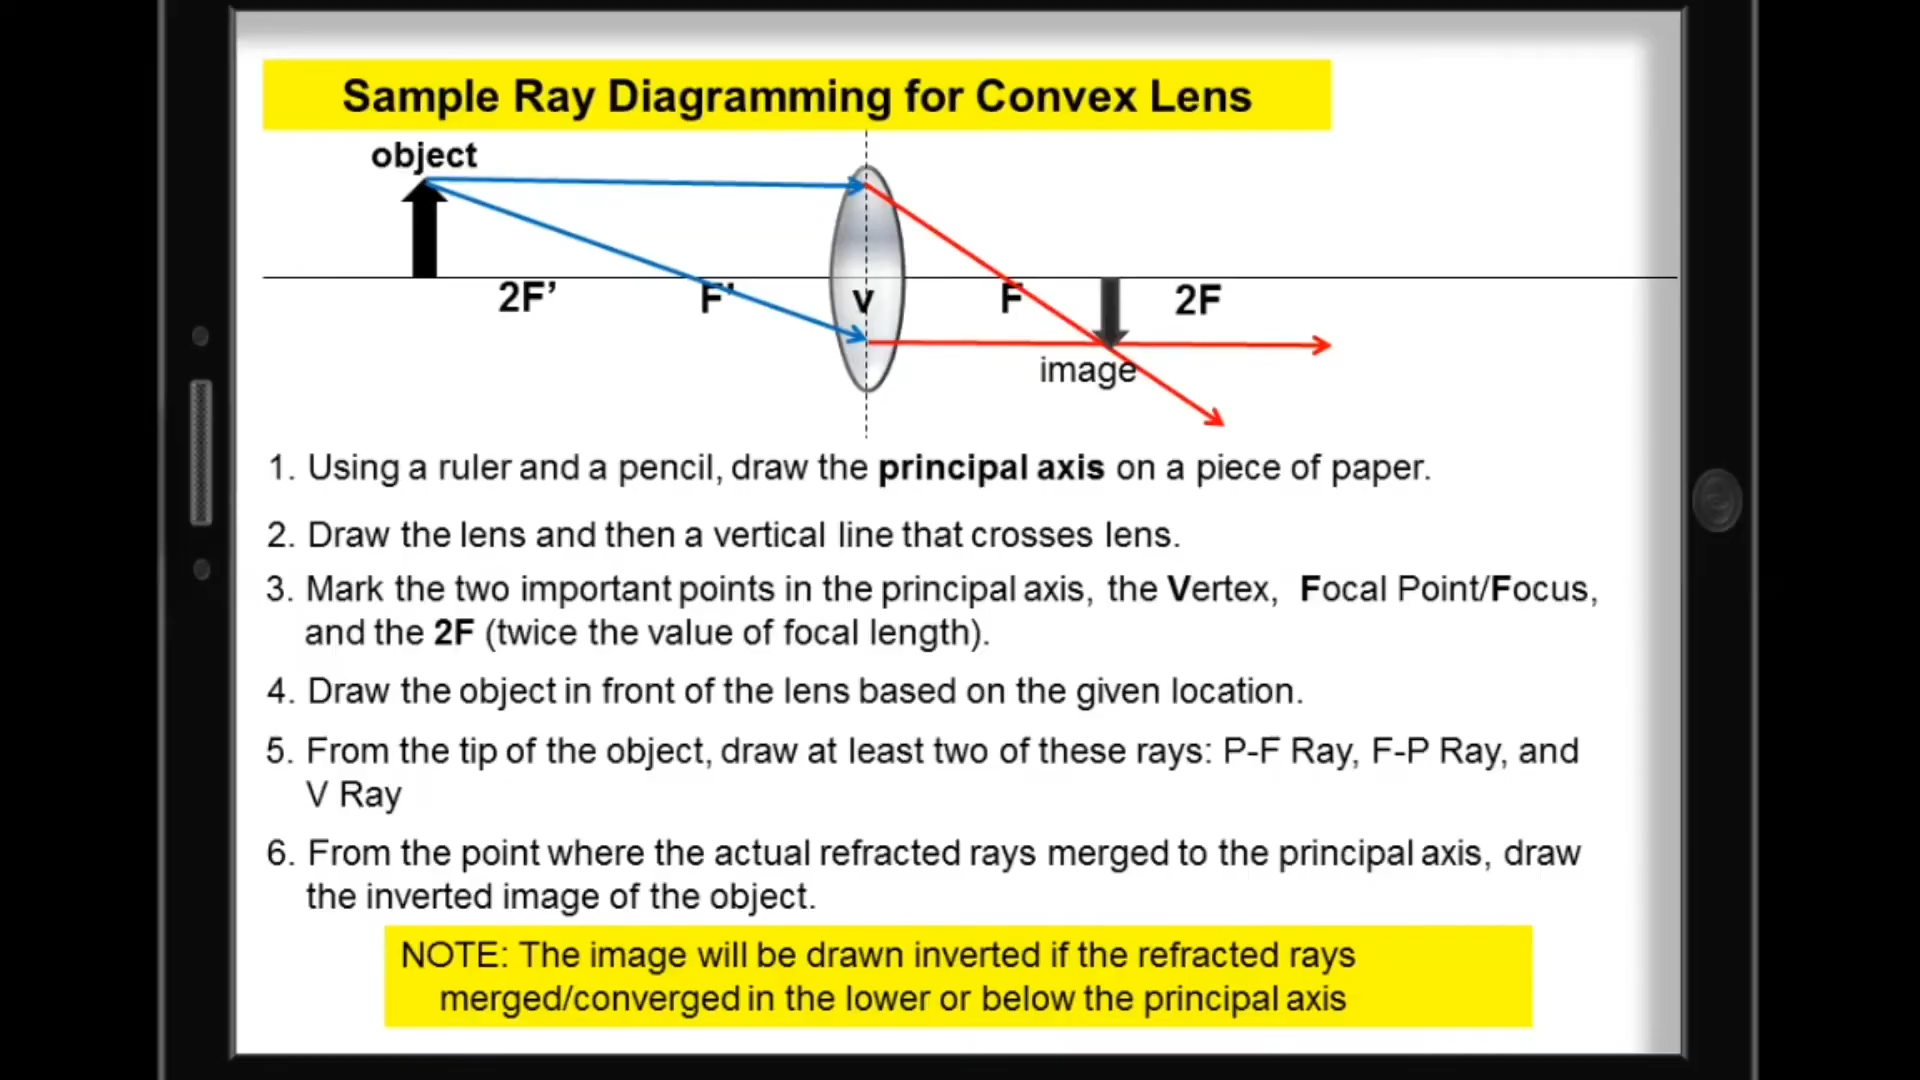 Sample Ray Diagramming for Convex Lens
object
2F’
F'
V
F
2F
image
1. Using a ruler and a pencil, draw the principal axis on a piece of paper.
2. Draw the lens and then a vertical line that crosses lens.
3. Mark the two important points in the principal axis, the Vertex, Focal Point/Focus,
and the 2F (twice the value of focal length).
4. Draw the object in front of the lens based on the given location.
5. From the tip of the object, draw at least two of these rays: P-F Ray, F-P Ray, and
V Ray
6. From the point where the actual refracted rays merged to the principal axis, draw
the inverted image of the object.
NOTE: The image will be drawn inverted if the refracted rays
merged/converged in the lower or below the principal axis